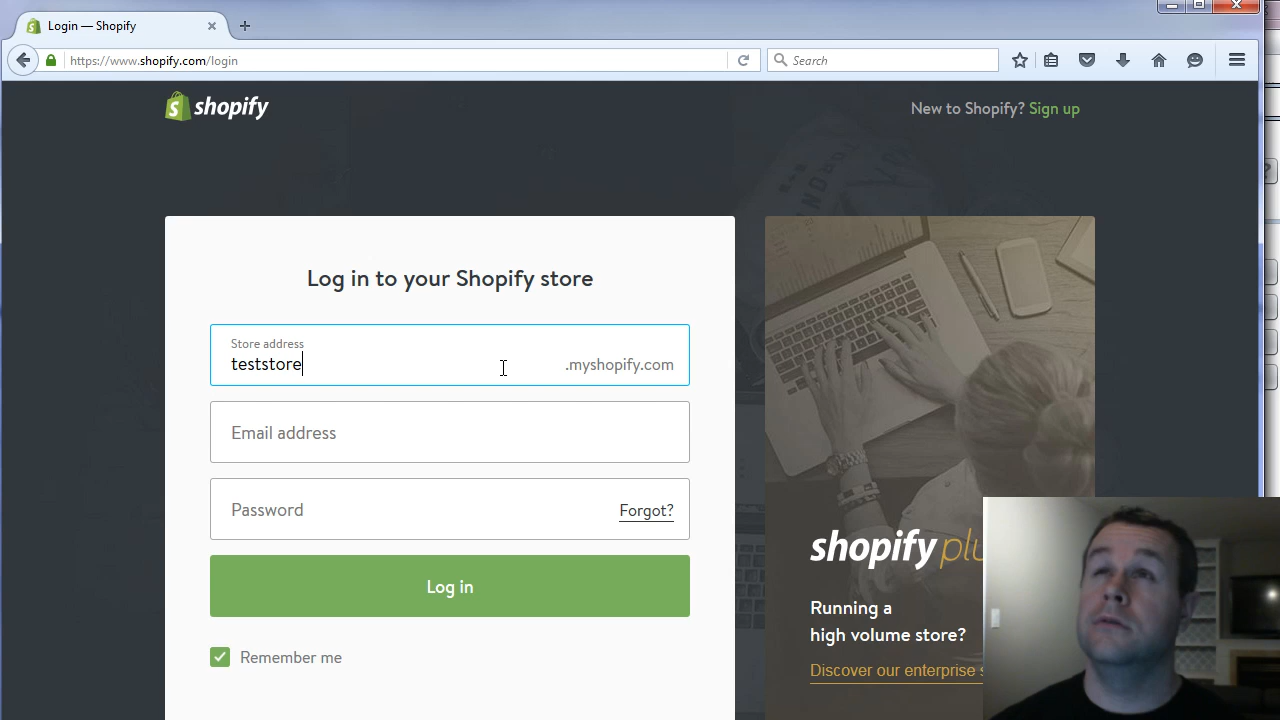 Login — Shopify
https://www.shopify.com/login
Search
shopify
New to Shopify? Sign up
Log in to your Shopify store
Store address
teststore
.myshopify.com
Email address
Password
Forgot?
Log in
Remember me
shopify
Running a
high volume store?
Discover our enterprise